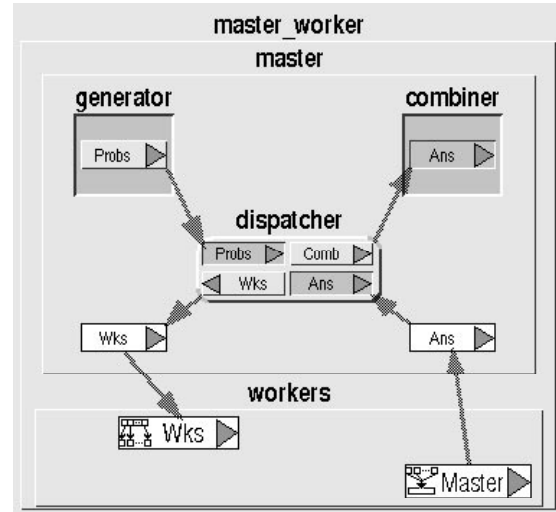 master_worker
master
generator combiner
Probs Ans
dispatcher
Probs Comb
Wks Ans
Wks Ans
workers
Wks
Master